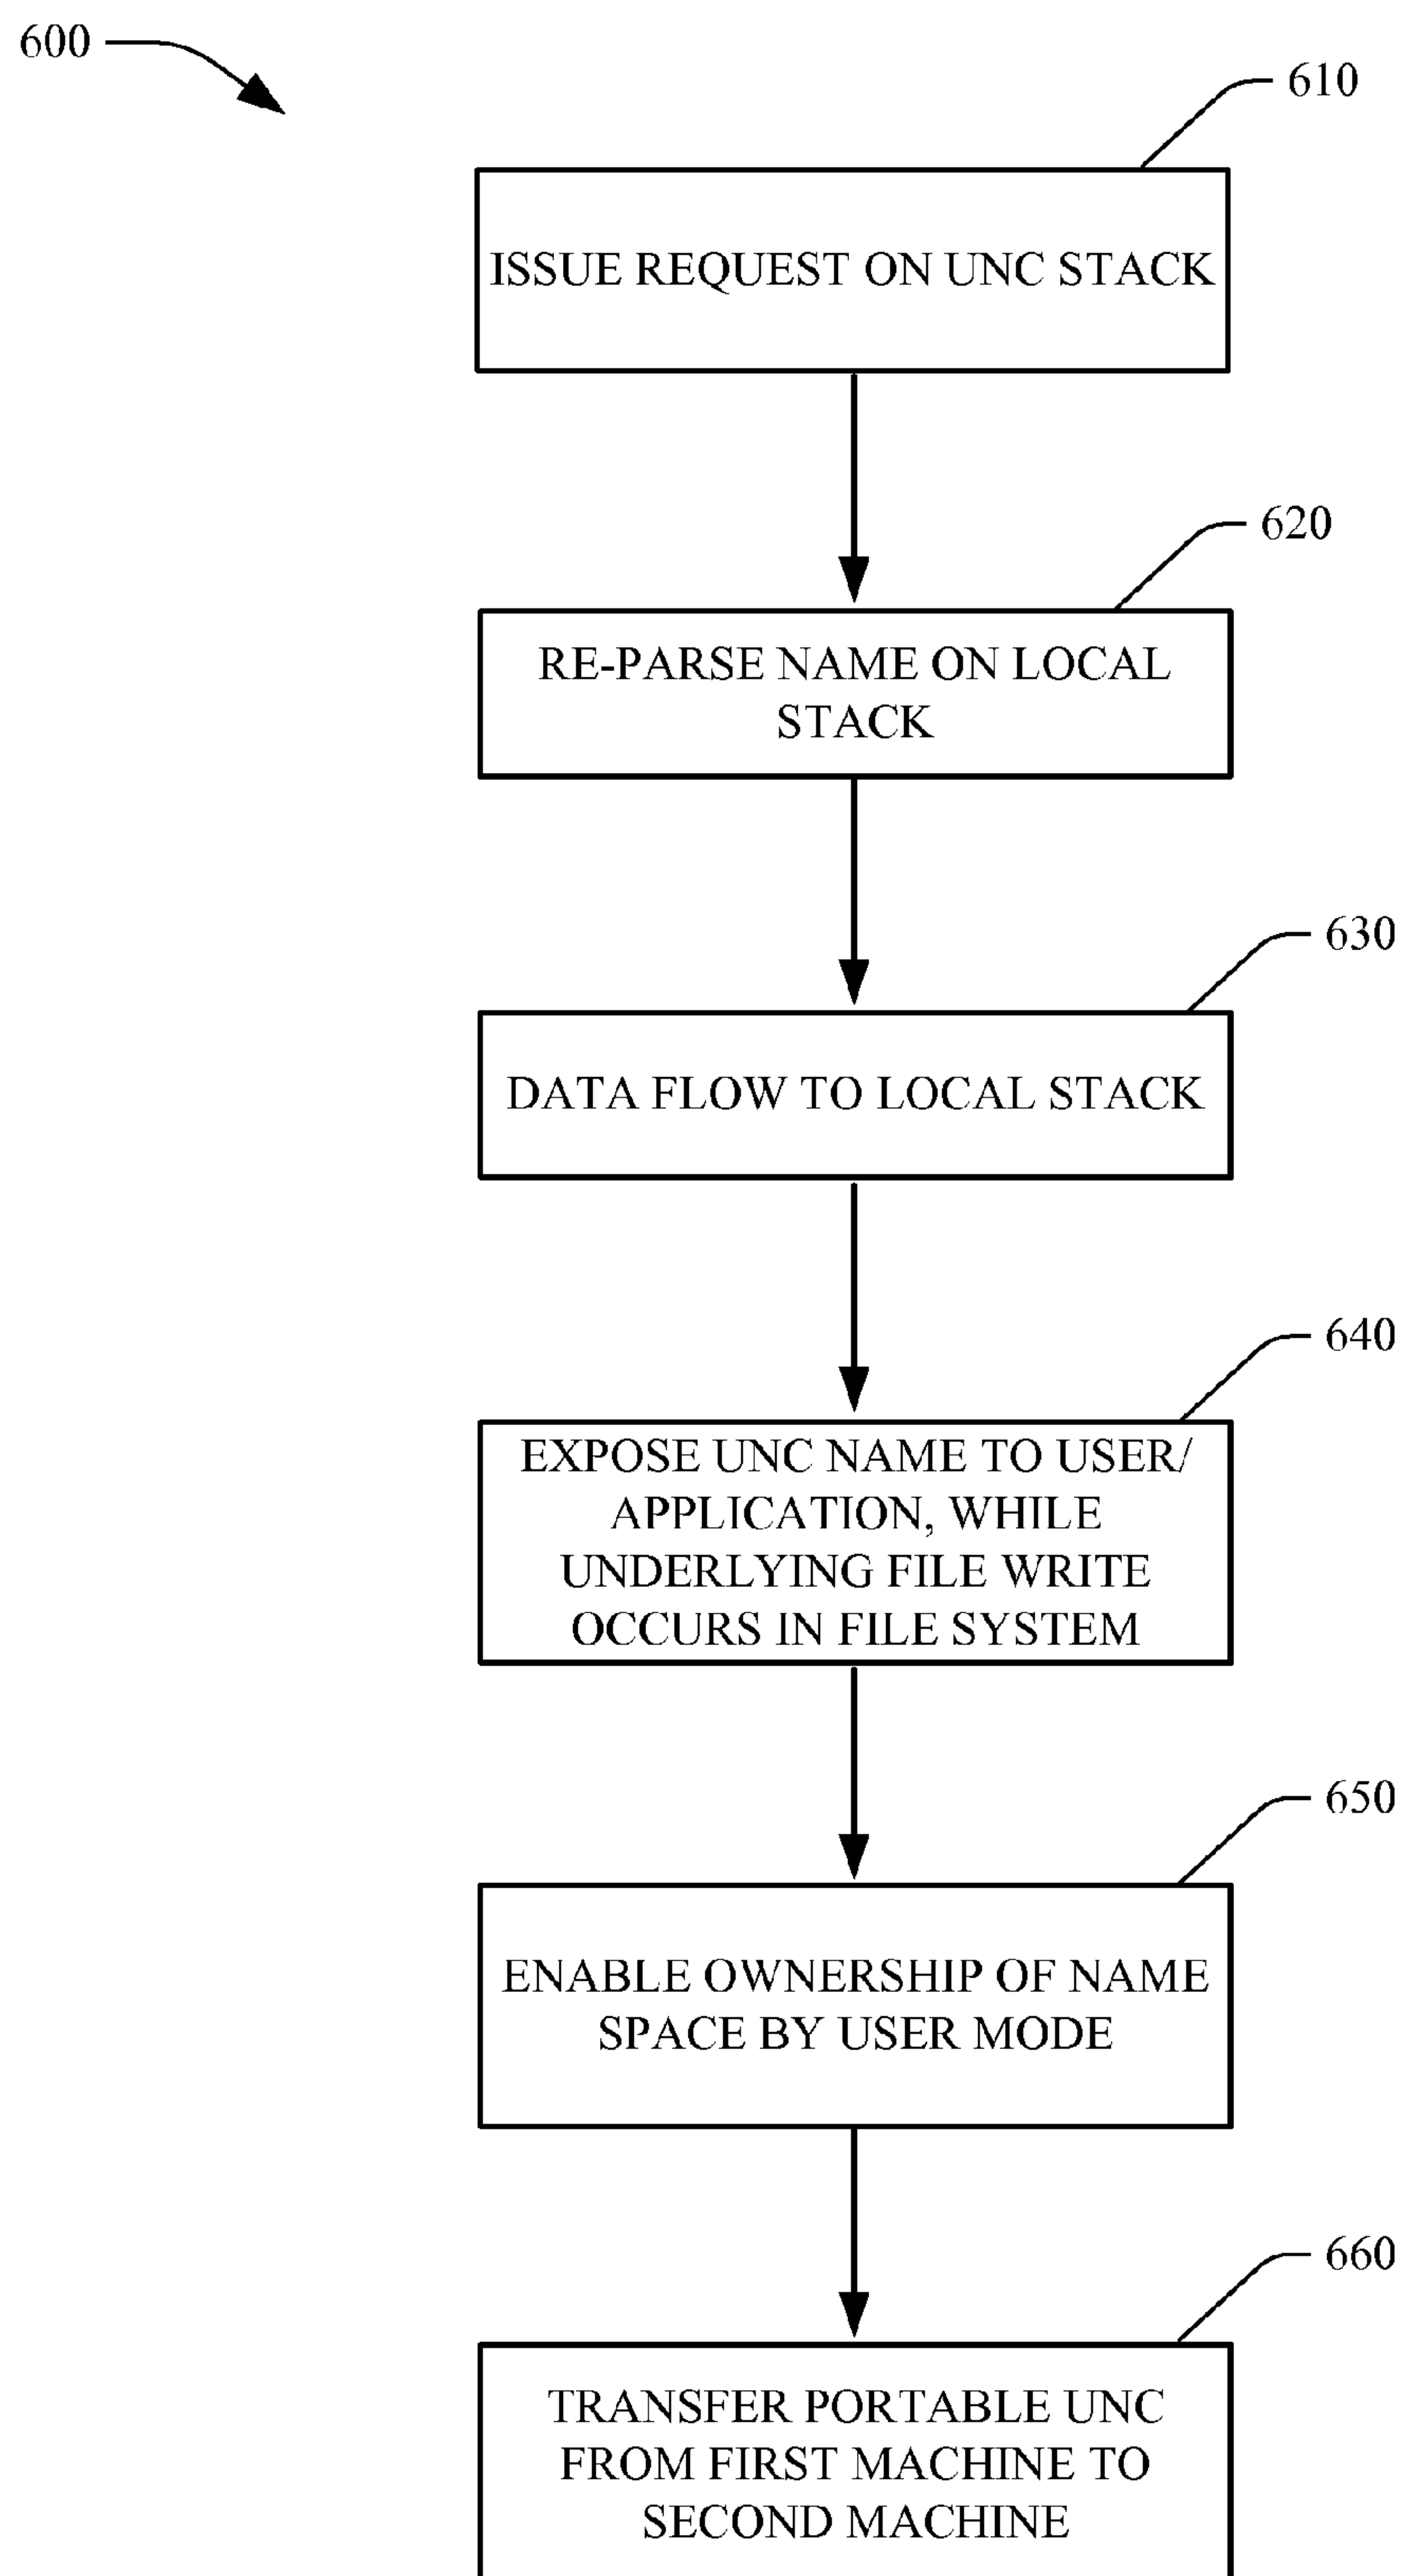 600
610
ISSUE REQUEST ON UNC STACK
620
RE-PARSE NAME ON LOCAL
STACK
630
DATA FLOW TO LOCAL STACK
640
EXPOSE UNC NAME TO USER/
APPLICATION, WHILE
UNDERLYING FILE WRITE
OCCURS IN FILE SYSTEM
650
ENABLE OWNERSHIP OF NAME
SPACE BY USER MODE
660
TRANSFER PORTABLE UNC
FROM FIRST MACHINE TO
SECOND MACHINE